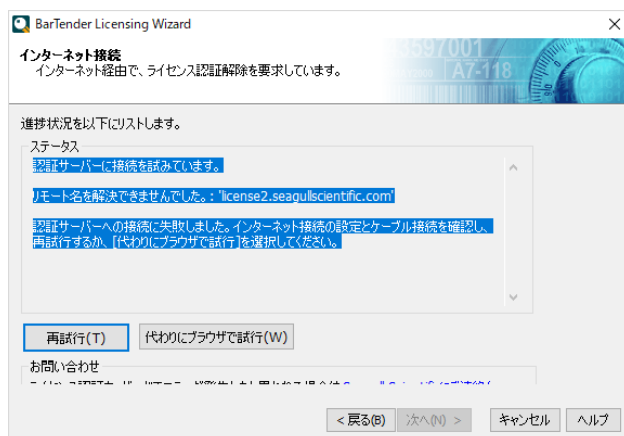 BarTender Licensing Wizard
インターネット接続
インターネット経由で、ライセンス認証解除を要求しています。
3597001
A7-118
進捗状況を以下にリストします。
ステータス
認証サーバーに接続を試みています。
リモート名を解決できませんでした。: 'license2.seagullscientific.com'
認証サーバーへの接続に失敗しました。インターネット接続の設定とケーブル接続を確認し、
再試行するか、[代わりにブラウザで試行]を選択してください。
再試行(T)
代わりにブラウザで試行(W)
お問い合わせ
< 戻る(B)
次へ(N) >
キャンセル
ヘルプ